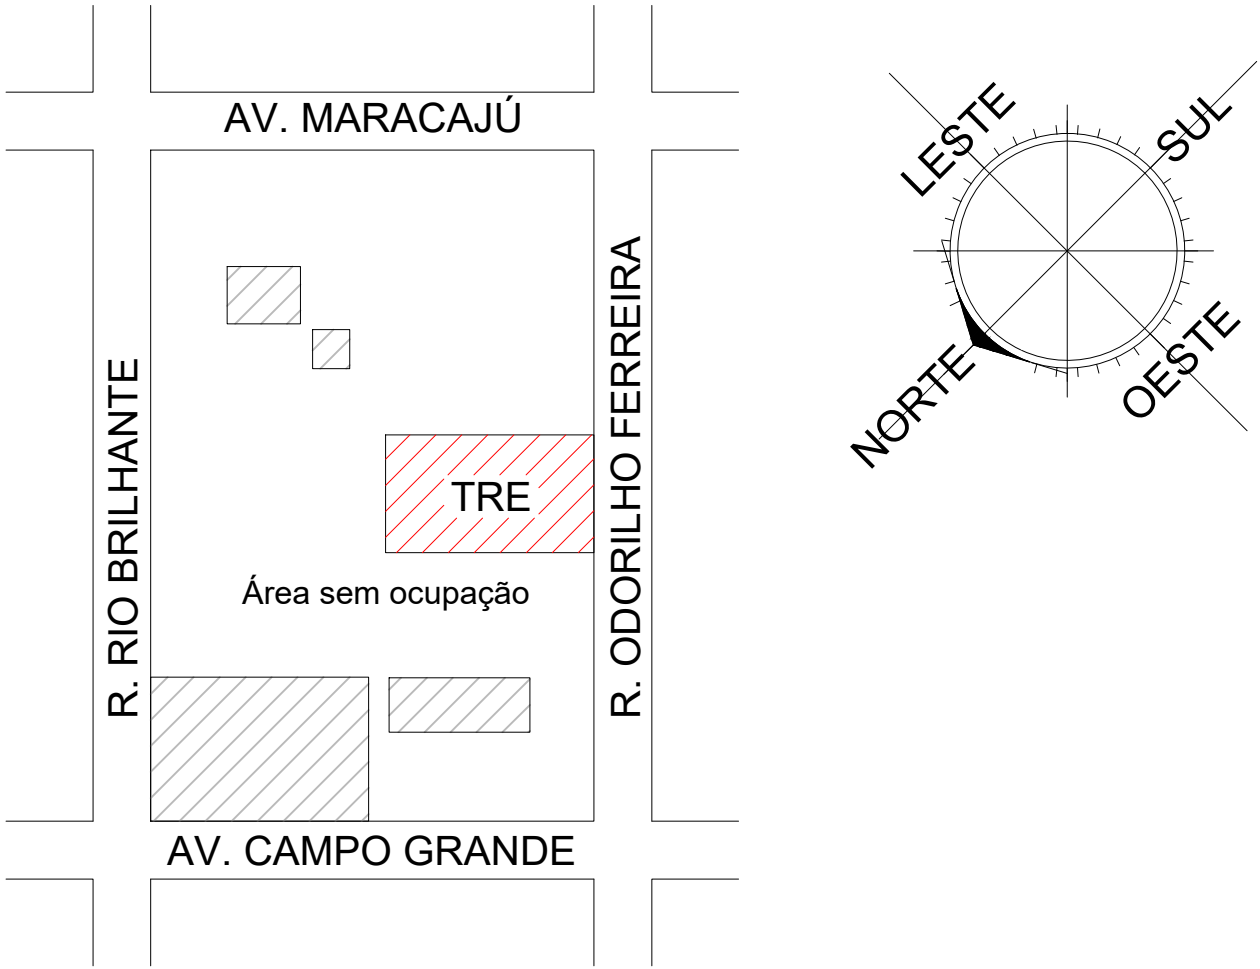 AV. MARACAJÚ
LESTE
SUL
R. RIO BRILHANTE
R. ODORILHO FERREIRA
NORTE
OESTE
TRE
Área sem ocupação
AV. CAMPO GRANDE